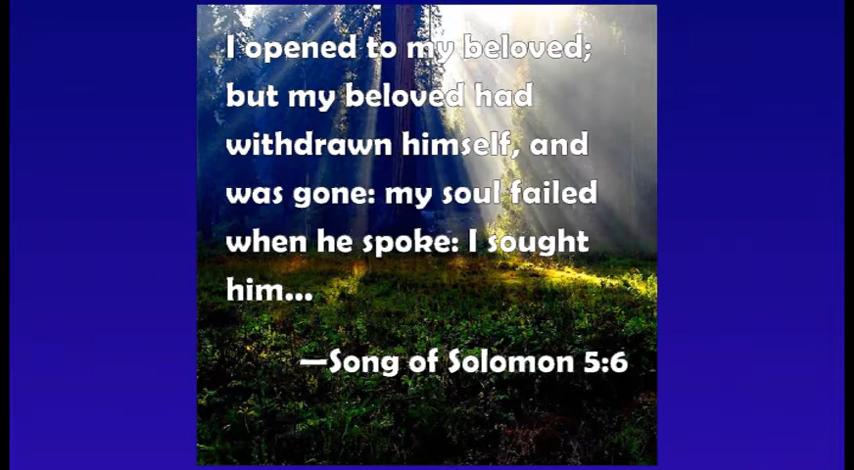 I opened to my beloved;
but my beloved had
withdrawn himself, and
was gone: my soul failed
when he spoke: I sought
him...
—Song of Solomon 5:6